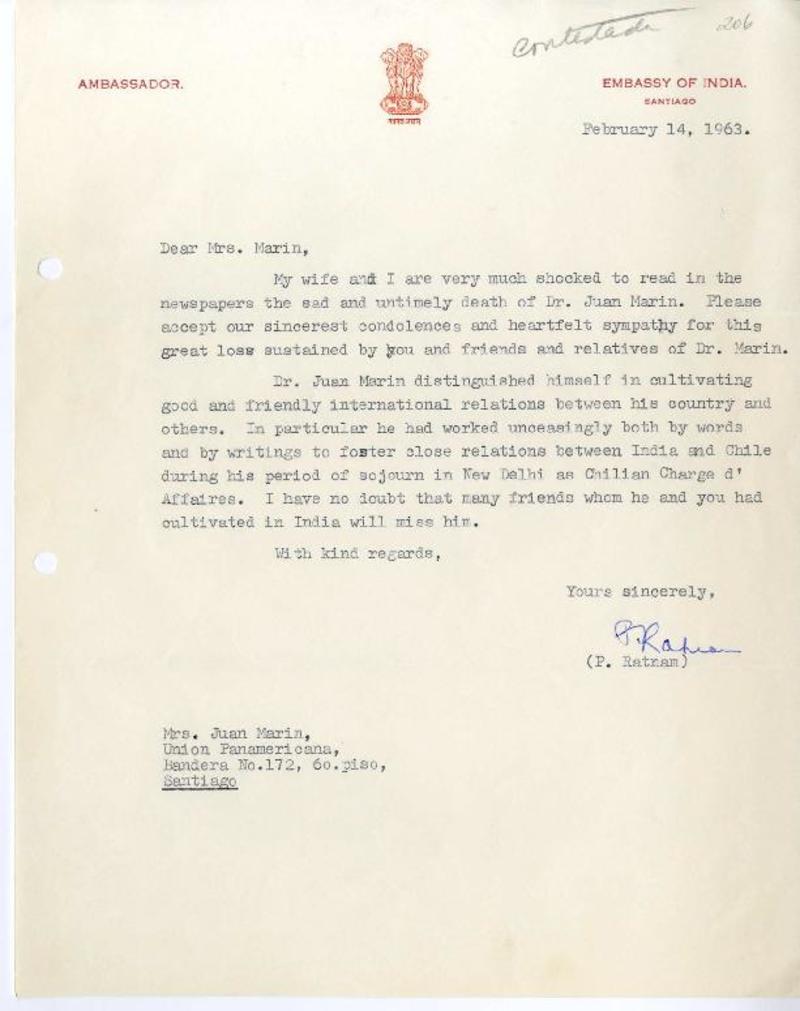 contestada
206
AMBASSADOR.
EMBASSY OF INDIA.
SANTIAGO
February 14, 1963.
Dear Mrs. Marin,
My wife and I are very much shocked to read in the
newspapers the sad and untimely death of Dr. Juan Marin. Please
accept our sincerest condolences and heartfelt sympathy for this
great loss sustained by you and friends and relatives of Dr. Marin.
Dr. Juan Marin distinguished himself in cultivating
good and friendly international relations between his country and
others. In particular he had worked unceasingly both by words
and by writings to foster close relations between India and Chile
during his period of sojourn in New Delhi as Chilian Charge d'
Affaires. I have no doubt that many friends whom he and you had
cultivated in India will miss him.
With kind regards,
Yours sincerely,
P. Ratnam
(P. Ratnam)
Mrs. Juan Marin,
Union Panamericana,
Bandera No.172, 6o.piso,
Santiago